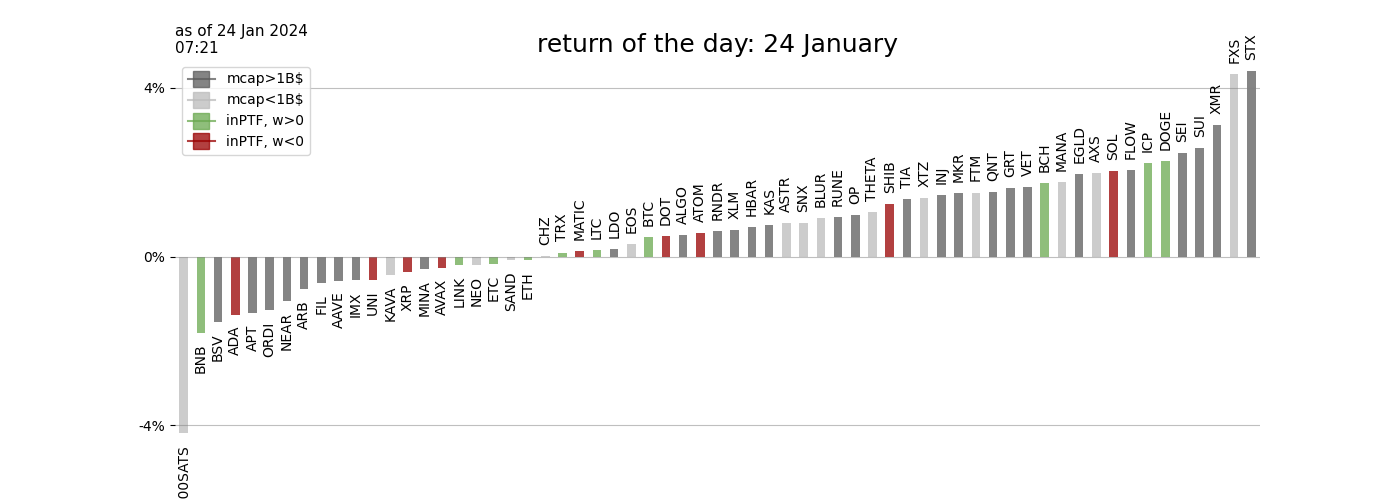 as of 24 Jan 2024
07:21
return of the day: 24 January
mcap>1B$
mcap<1B$
inPTF, w>0
inPTF, w<0
4%
0%
-4%
00SATS
BNB
BSV
ADA
APT
ORDI
NEAR
ARB
FIL
AAVE
IMX
UNI
KAVA
XRP
MINA
AVAX
LINK
NEO
ETC
SAND
ETH
CHZ
TRX
MATIC
LTC
LDO
EOS
BTC
DOT
ALGO
ATOM
RNDR
XLM
HBAR
KAS
ASTR
SNX
BLUR
RUNE
OP
THETA
SHIB
TIA
XTZ
INJ
MKR
FTM
QNT
GRT
VET
BCH
MANA
EGLD
AXS
SOL
FLOW
ICP
DOGE
SEI
SUI
XMR
FXS
STX